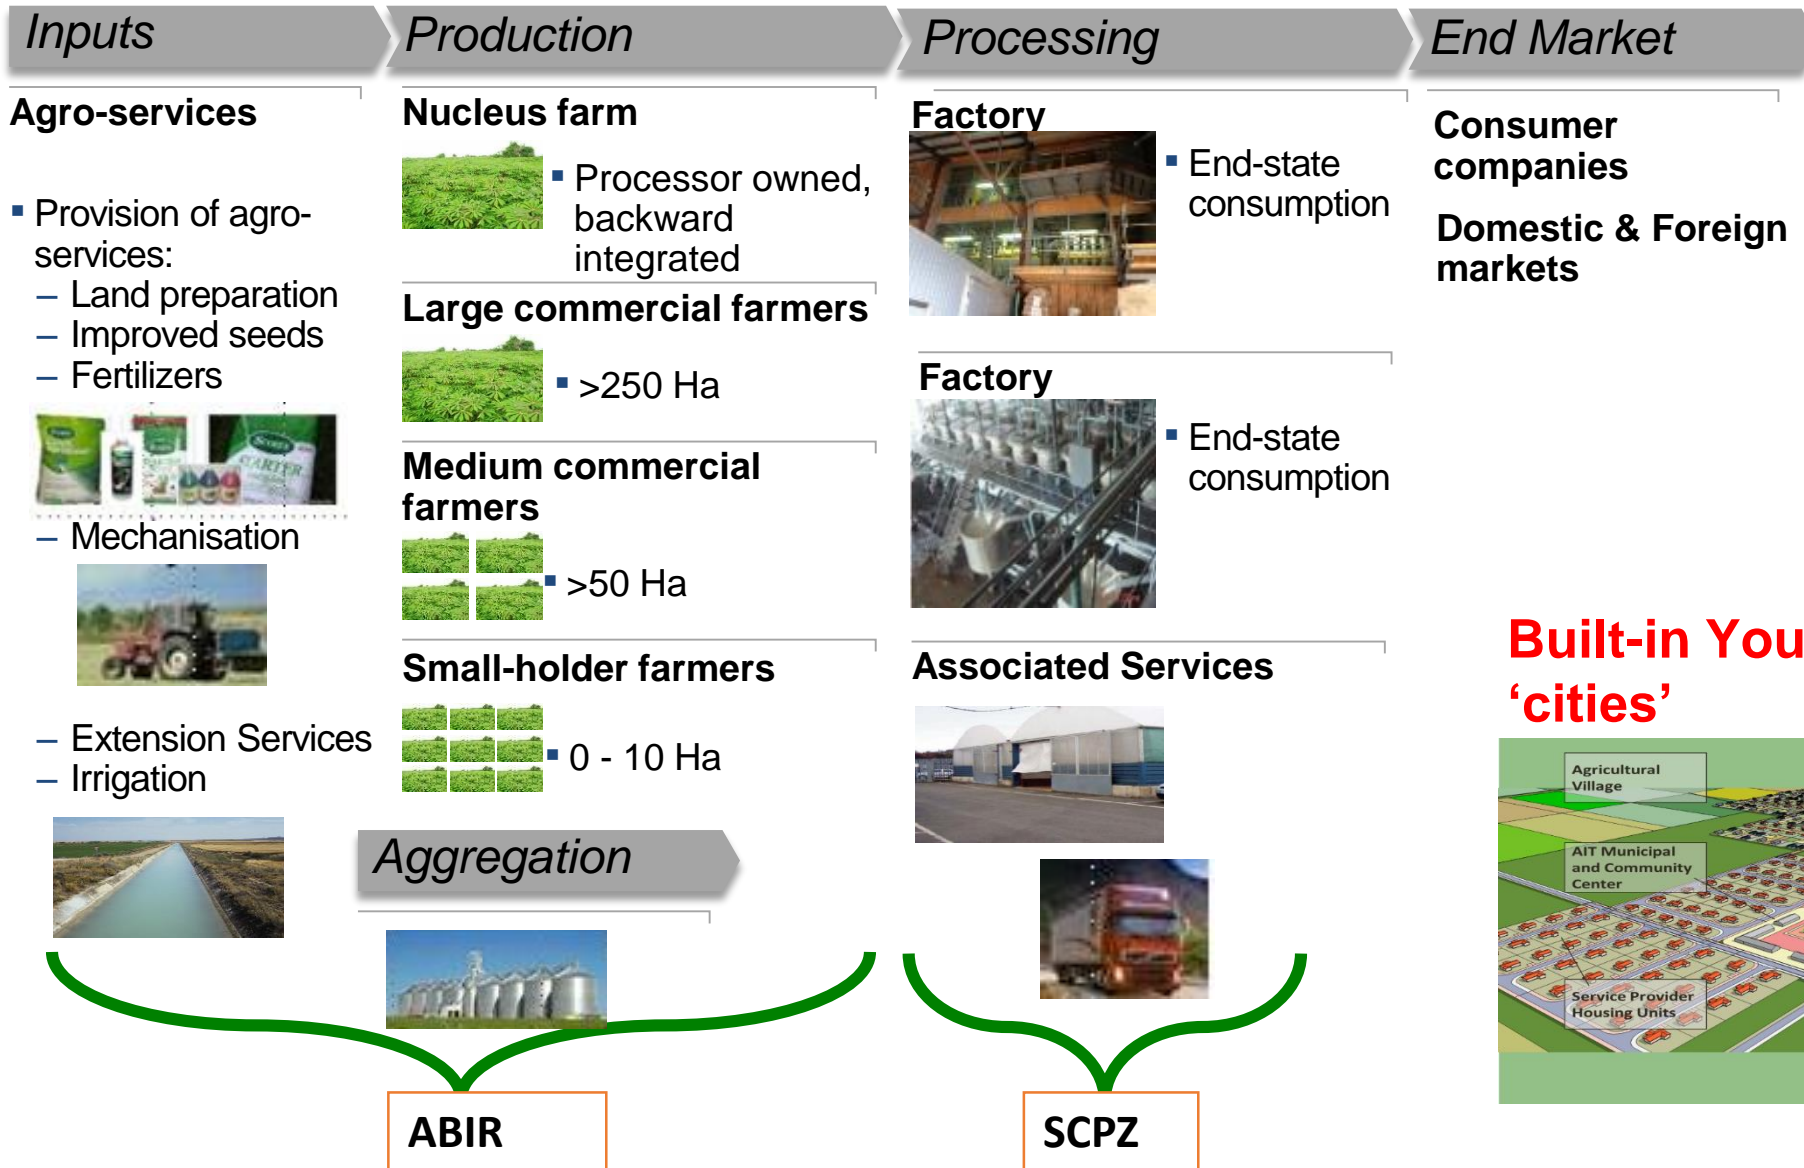 Inputs
Production
Processing
End Market
Agro-services
▪ Provision of agro-
services:
– Land preparation
– Improved seeds
– Fertilizers
– Mechanisation
– Extension Services
– Irrigation
Nucleus farm
▪ Processor owned,
backward
integrated
Large commercial farmers
▪ >250 Ha
Medium commercial
farmers
▪ >50 Ha
Small-holder farmers
▪ 0 - 10 Ha
Aggregation
Factory
▪ End-state
consumption
Factory
▪ End-state
consumption
Associated Services
Consumer
companies
Domestic & Foreign
markets
Built-in You
‘cities’
Agricultural
Village
AIT Municipal
and Community
Center
Service Provider
Housing Units
ABIR
SCPZ